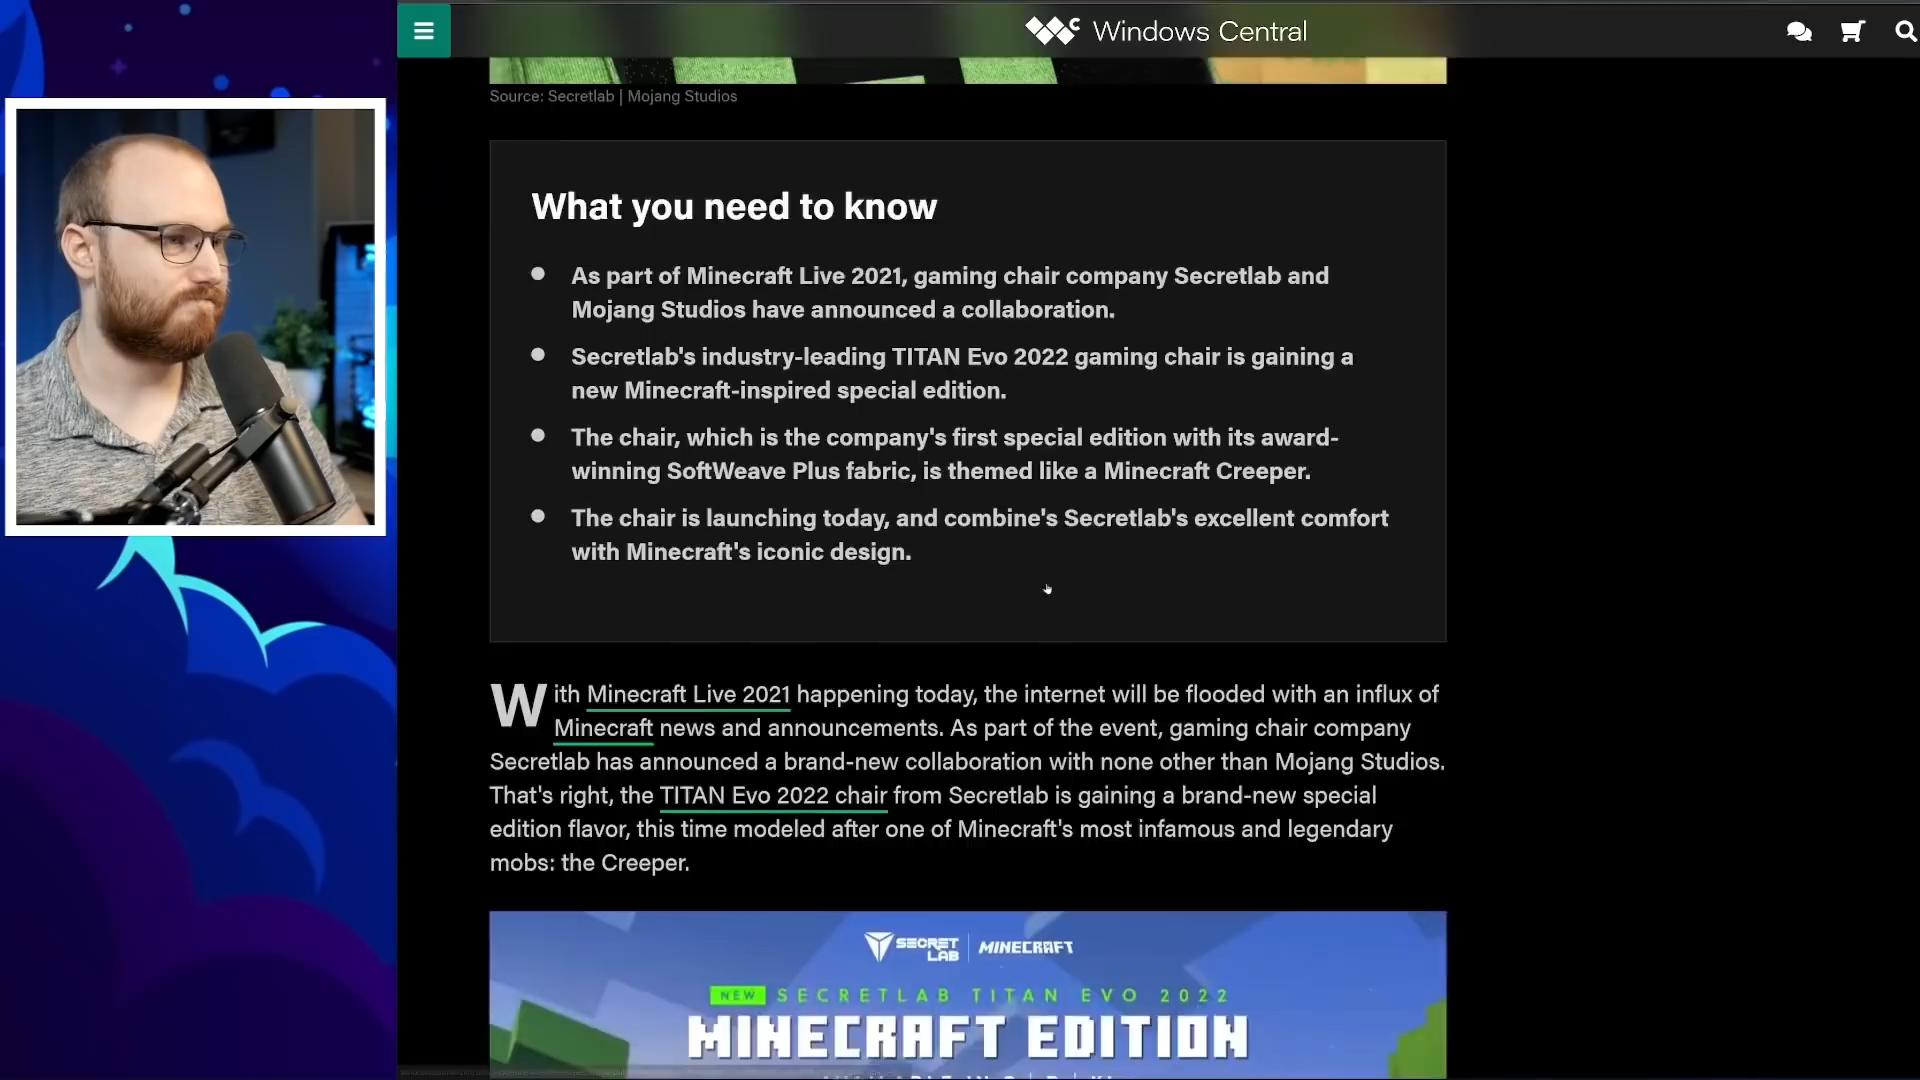 Windows Central
Source: Secretlab | Mojang Studios
What you need to know
As part of Minecraft Live 2021, gaming chair company Secretlab and
Mojang Studios have announced a collaboration.
Secretlab's industry-leading TITAN Evo 2022 gaming chair is gaining a
new Minecraft-inspired special edition.
The chair, which is the company's first special edition with its award-
winning SoftWeave Plus fabric, is themed like a Minecraft Creeper.
The chair is launching today, and combine's Secretlab's excellent comfort
with Minecraft's iconic design.
With Minecraft Live 2021 happening today, the internet will be flooded with an influx of
Minecraft news and announcements. As part of the event, gaming chair company
Secretlab has announced a brand-new collaboration with none other than Mojang Studios.
That's right, the TITAN Evo 2022 chair from Secretlab is gaining a brand-new special
edition flavor, this time modeled after one of Minecraft's most infamous and legendary
mobs: the Creeper.
SECRET LAB | MINECRAFT
NEW SECRETLAB TITAN EVO 2022
MINECRAFT EDITION